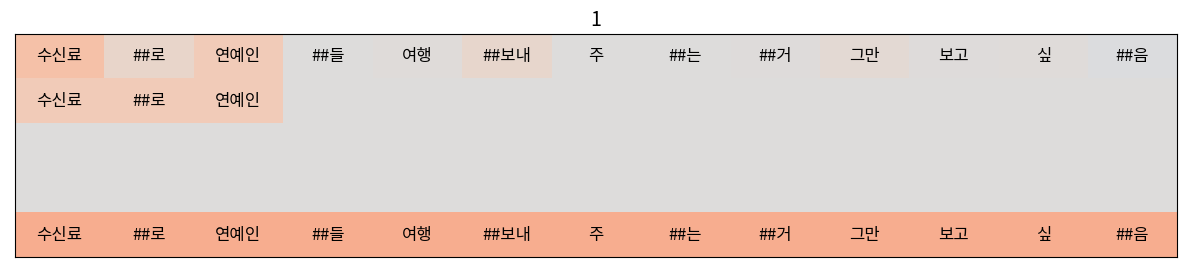 1
수신료 ##로 연예인 ##들 여행 ##보내 주 ##는 ##거 그만 보고 싶 ##음
수신료 ##로 연예인
수신료 ##로 연예인 ##들 여행 ##보내 주 ##는 ##거 그만 보고 싶 ##음